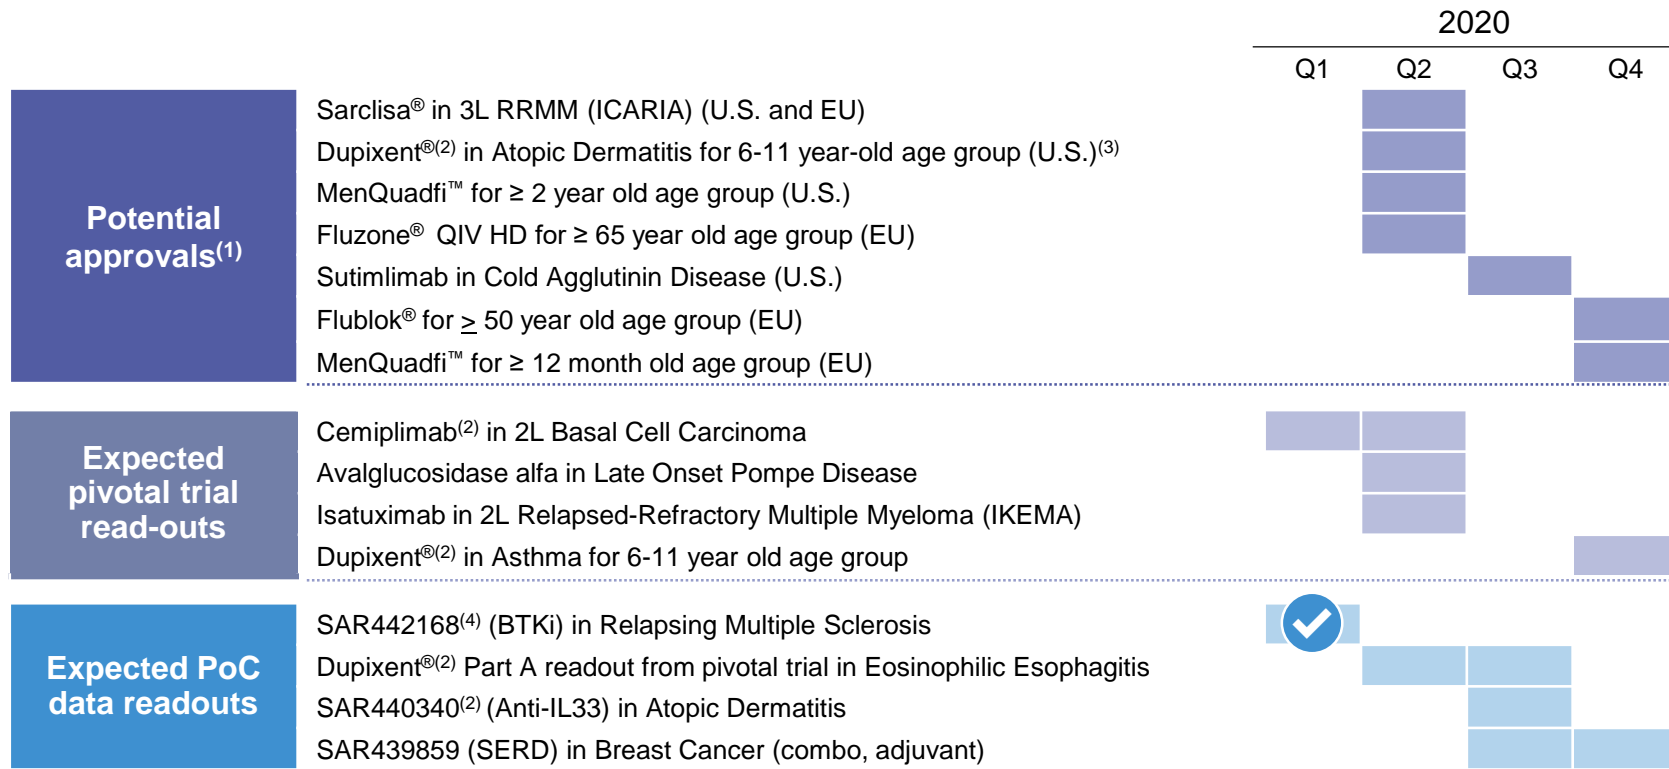 2020
Q1 Q2 Q3 Q4
Potential
approvals(1)
Sarclisa® in 3L RRMM (ICARIA) (U.S. and EU)
Dupixent®(2) in Atopic Dermatitis for 6-11 year-old age group (U.S.)(3)
MenQuadfi™ for ≥ 2 year old age group (U.S.)
Fluzone® QIV HD for ≥ 65 year old age group (EU)
Sutimlimab in Cold Agglutinin Disease (U.S.)
Flublok® for ≥ 50 year old age group (EU)
MenQuadfi™ for ≥ 12 month old age group (EU)
Expected
pivotal trial
read-outs
Cemiplimab(2) in 2L Basal Cell Carcinoma
Avalglucosidase alfa in Late Onset Pompe Disease
Isatuximab in 2L Relapsed-Refractory Multiple Myeloma (IKEMA)
Dupixent®(2) in Asthma for 6-11 year old age group
Expected PoC
data readouts
SAR442168(4) (BTKi) in Relapsing Multiple Sclerosis
Dupixent®(2) Part A readout from pivotal trial in Eosinophilic Esophagitis
SAR440340(2) (Anti-IL33) in Atopic Dermatitis
SAR439859 (SERD) in Breast Cancer (combo, adjuvant)